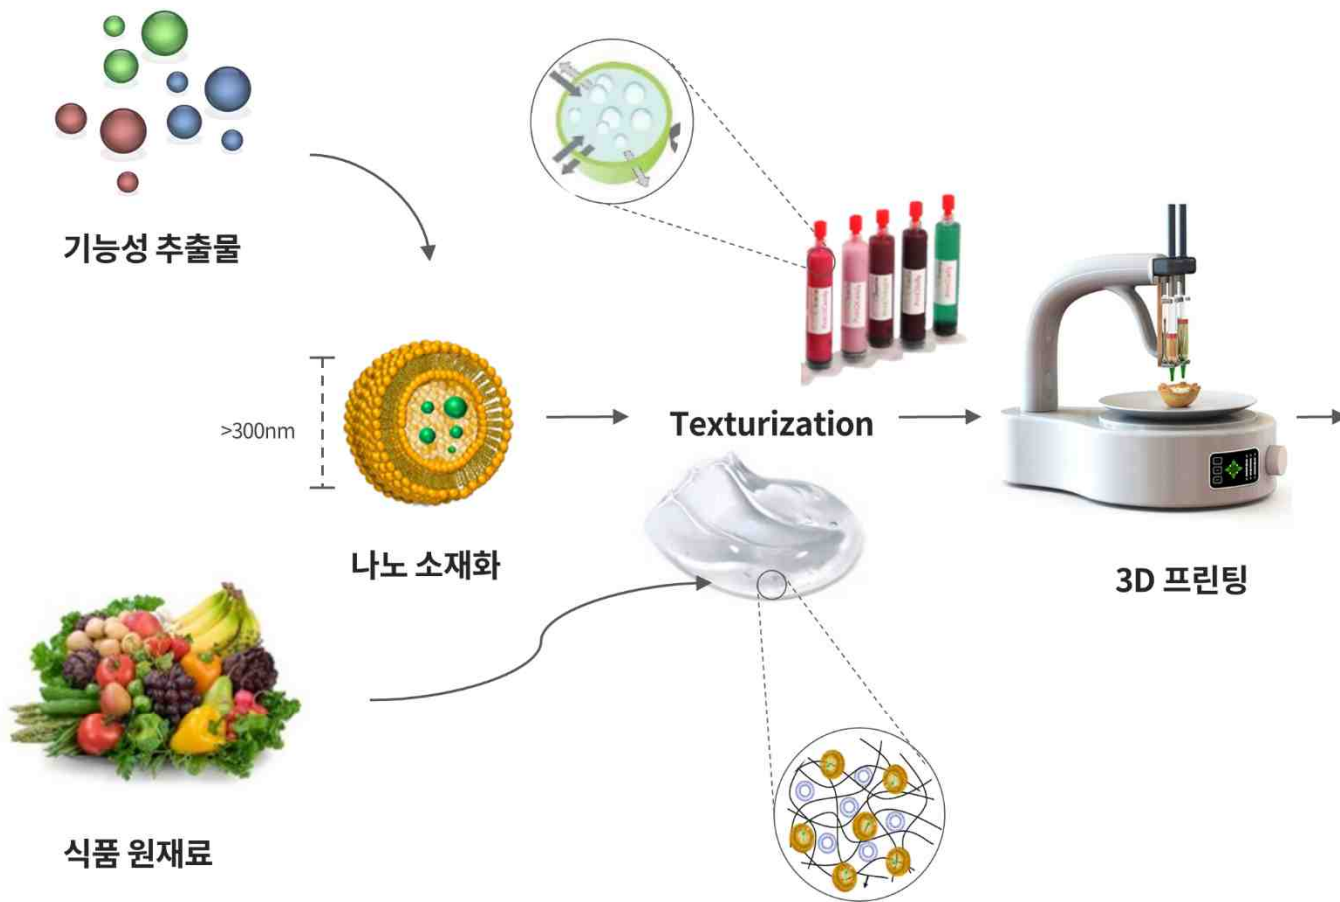 기능성 추출물
>300nm
Texturization
나노 소재화
3D 프린팅
식품 원재료